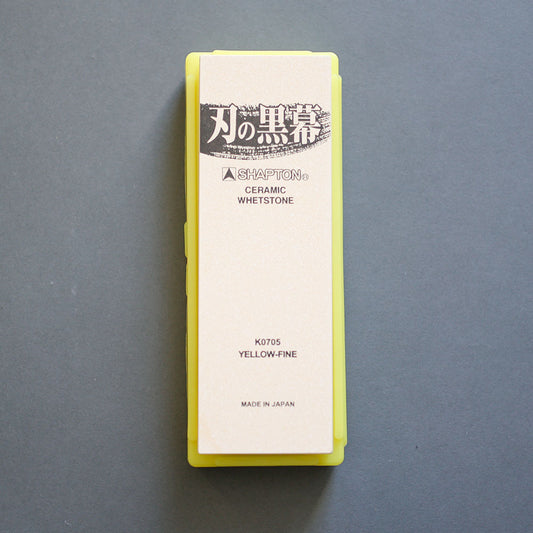 刃の黒幕
SHAPTON®
CERAMIC
WHETSTONE
K0705
YELLOW-FINE
MADE IN JAPAN